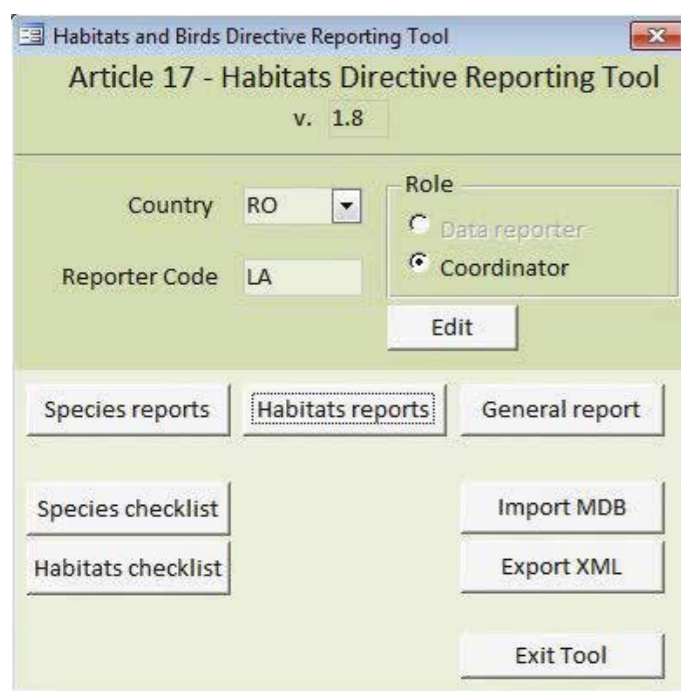 Habitats and Birds Directive Reporting Tool
Article 17 - Habitats Directive Reporting Tool
v. 1.8
Country RO
Role
Data reporter
Reporter Code LA
Coordinator
Edit
Species reports Habitats reports General report
Species checklist Import MDB
Habitats checklist Export XML
Exit Tool